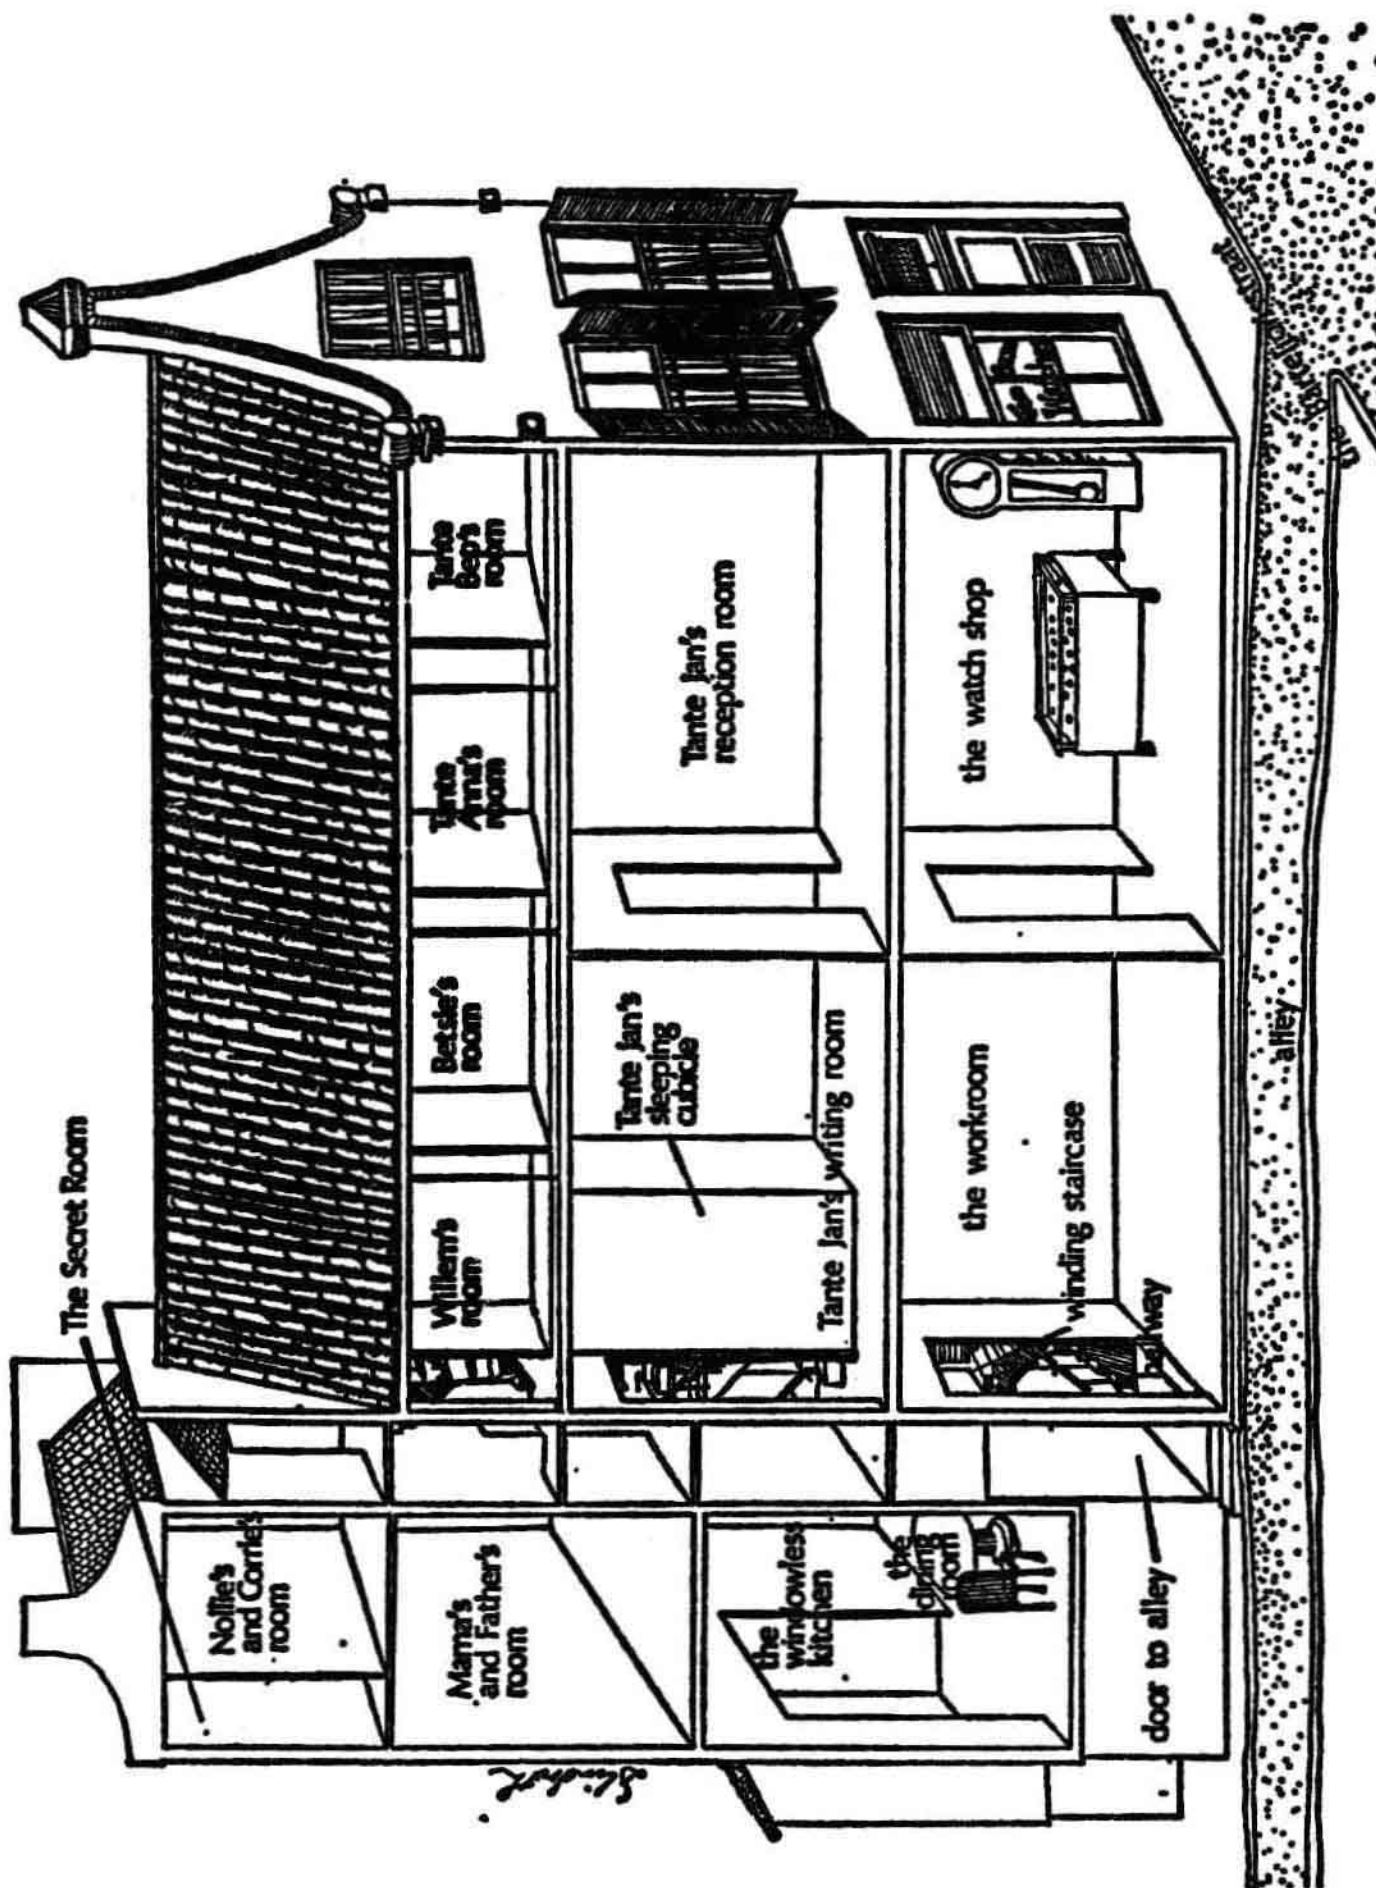 The Secret Room
Nollie's
and Corrie's
room
Mama's
and Father's
room
the
windowless
kitchen
the
dining
room
door to alley
Willem's
room
Betsie's
room
Tante
Anna's
room
Tante
Bep's
room
Tante Jan's
sleeping
cubicle
Tante Jan's writing room
Tante Jan's
reception room
the workroom
winding staircase
hallway
the watch shop
alley
the